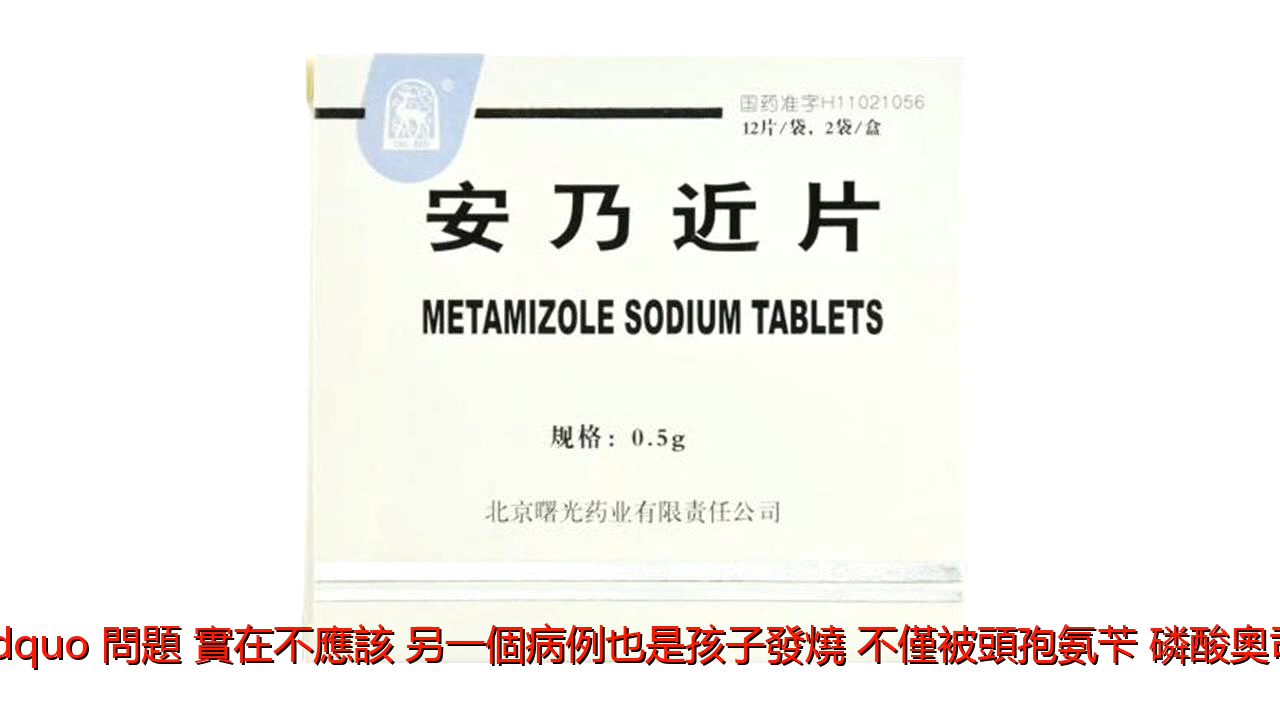 国药准字H11021056
12片/袋，2袋/盒
安乃近片
METAMIZOLE SODIUM TABLETS
规格：0.5g
北京曙光药业有限责任公司
dquo 問題 實在不應該 另一個病例也是孩子發燒 不僅被頭孢氨苄 磷酸奧